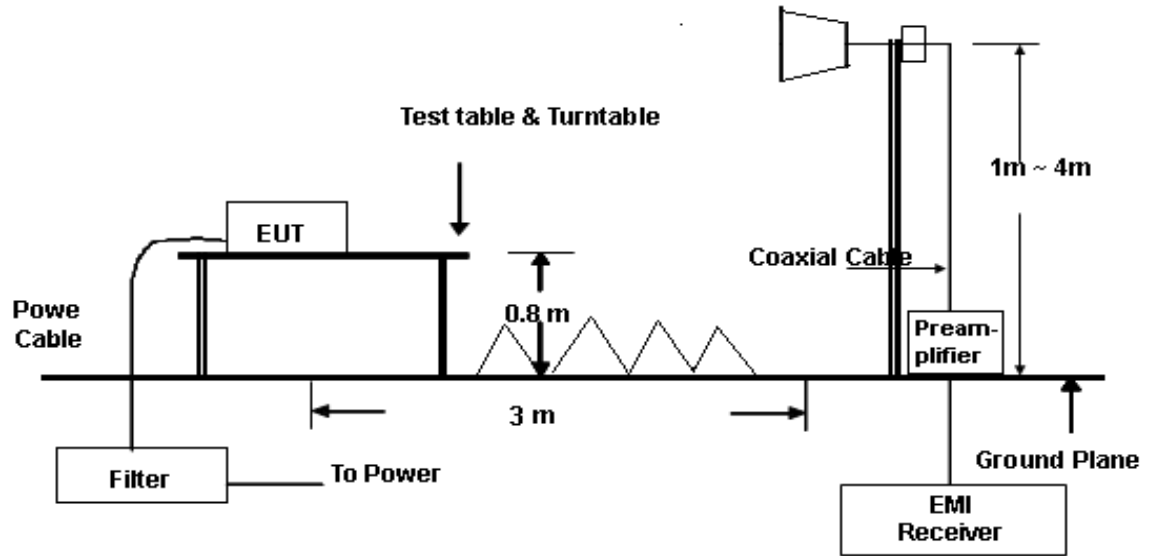 Test table & Turntable
1m ~ 4m
EUT
Coaxial Cable
0.8 m
Powe
Cable
Pream-
plifier
3 m
Filter
To Power
Ground Plane
EMI
Receiver